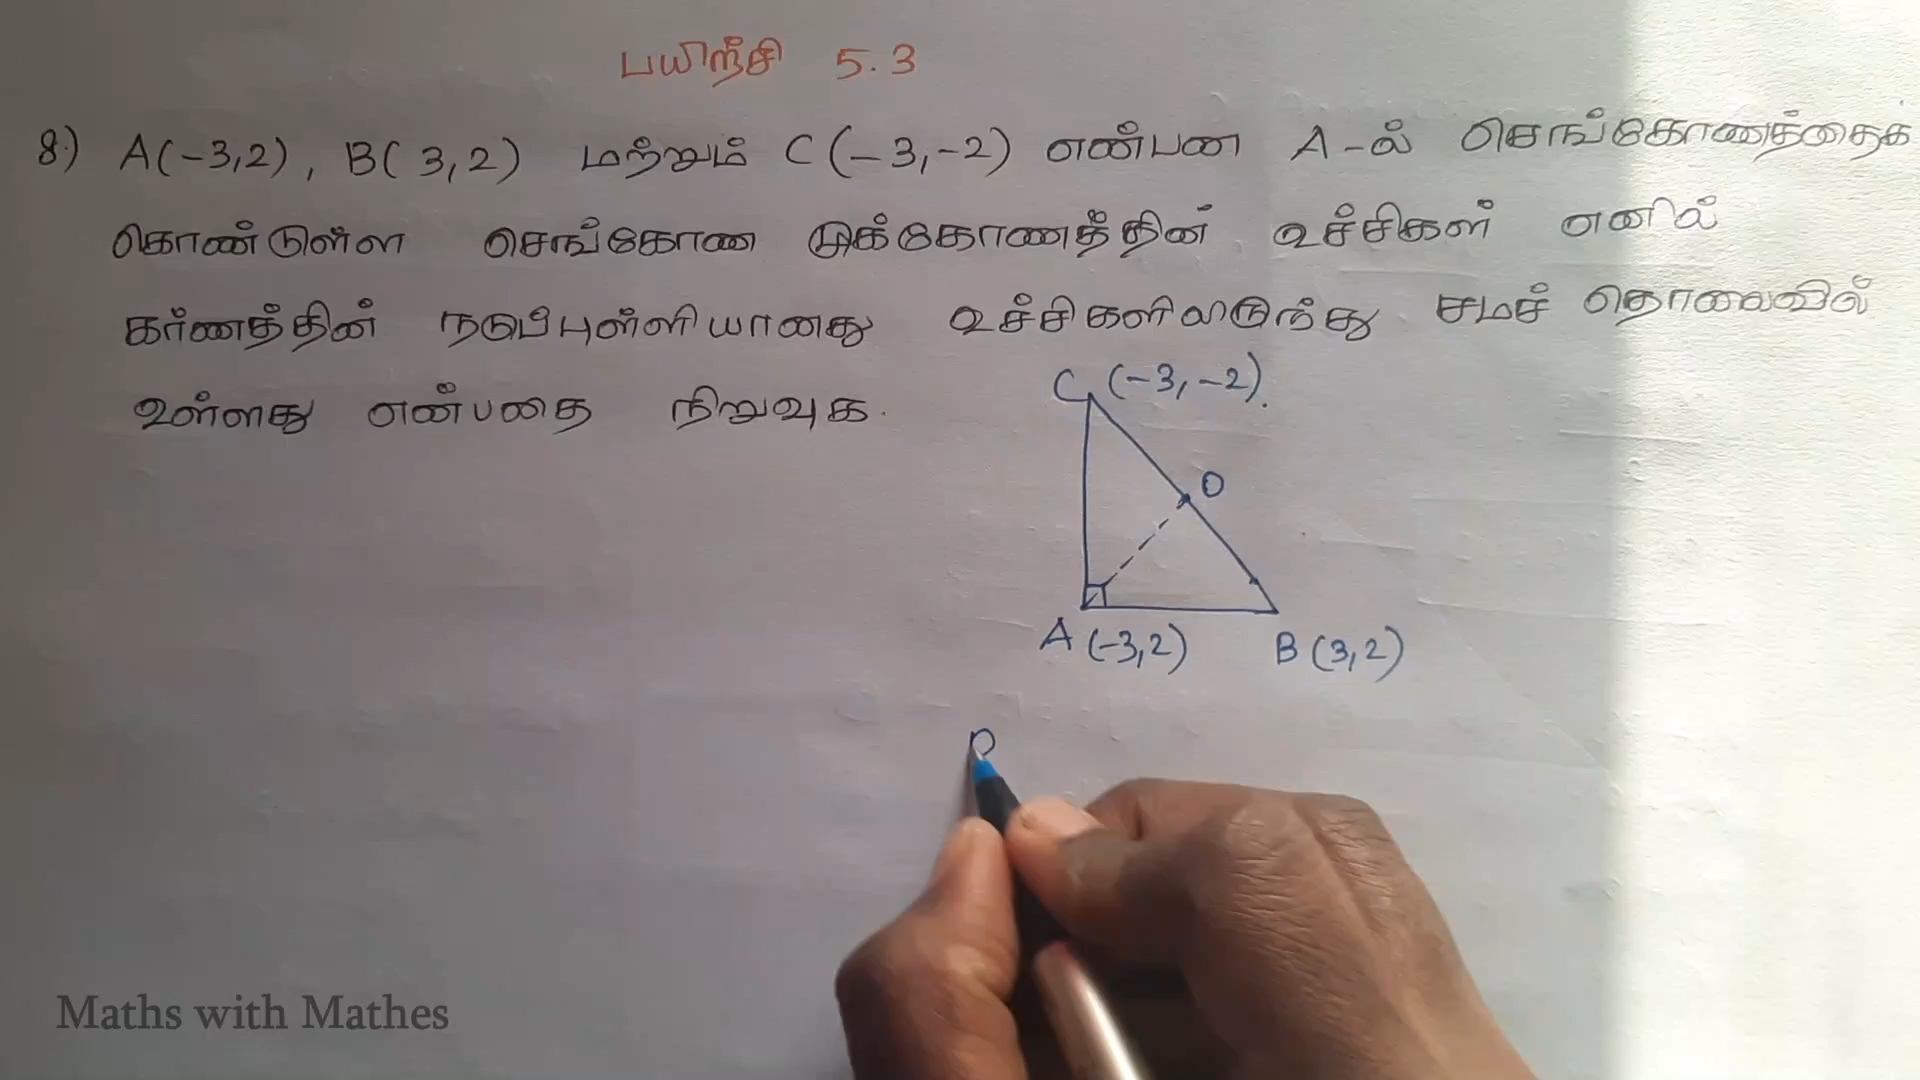 பயிற்சி 5.3
8) A(-3,2), B(3,2) மற்றும் C(-3,-2) என்பன A-ல் செங்கோணத்தைக்
கொண்டுள்ள செங்கோண முக்கோணத்தின் உச்சிகள் எனில்
கர்ணத்தின் நடுப்புள்ளியானது உச்சிகளிலிருந்து சமச் தொலைவில்
உள்ளது என்பதை நிறுவுக.
C (-3,-2).
O
A (-3,2) B (3,2)
Maths with Mathes